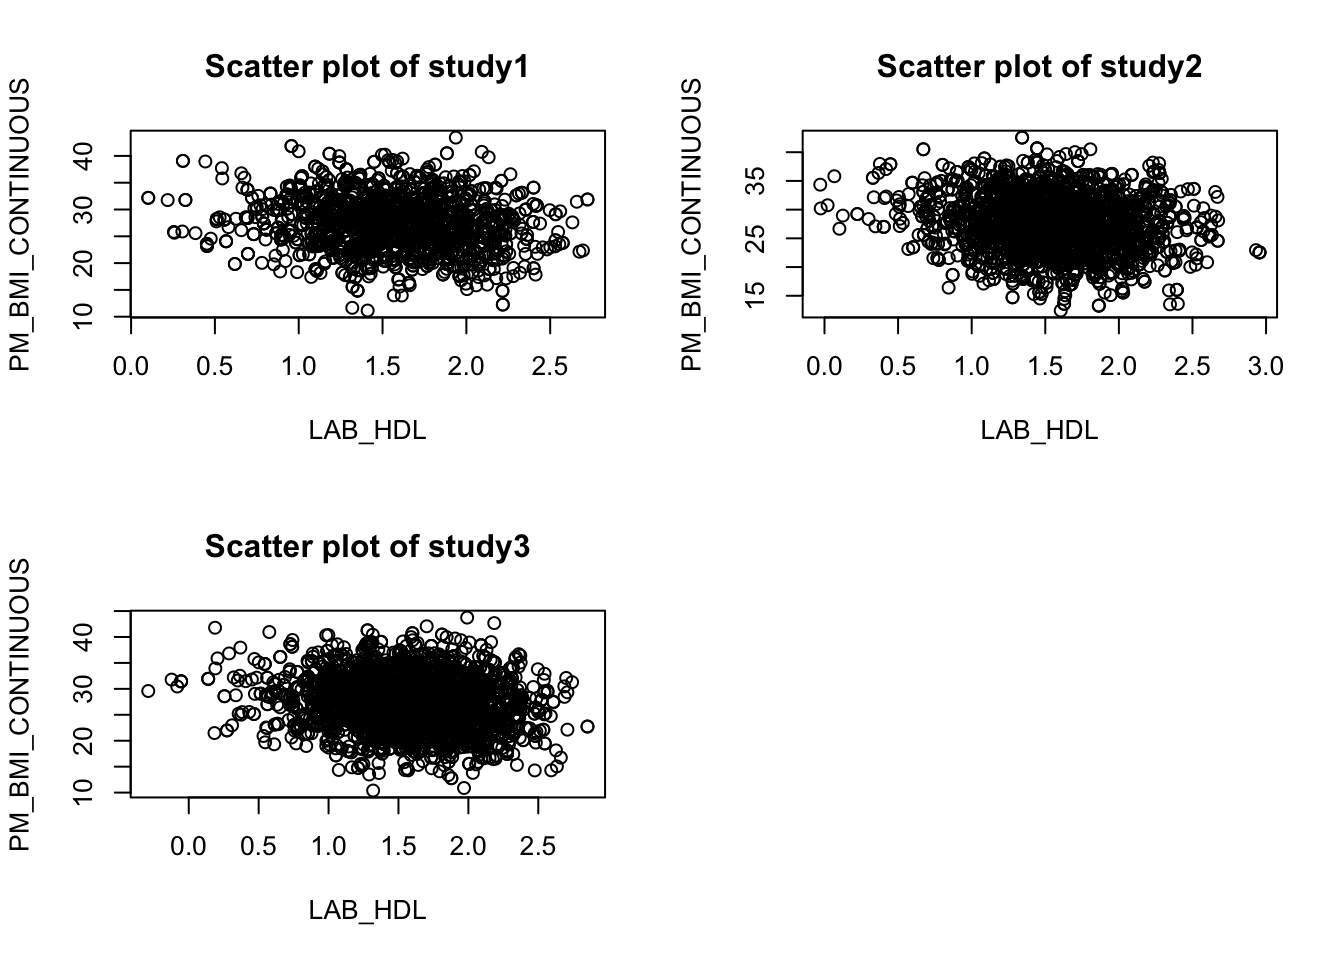 Scatter plot of study1
PM_BMI_CONTINUOUS
40
30
20
10
0.0 0.5 1.0 1.5 2.0 2.5
LAB_HDL
Scatter plot of study2
PM_BMI_CONTINUOUS
35
25
15
0.0 0.5 1.0 1.5 2.0 2.5 3.0
LAB_HDL
Scatter plot of study3
PM_BMI_CONTINUOUS
40
30
20
10
0.0 0.5 1.0 1.5 2.0 2.5
LAB_HDL